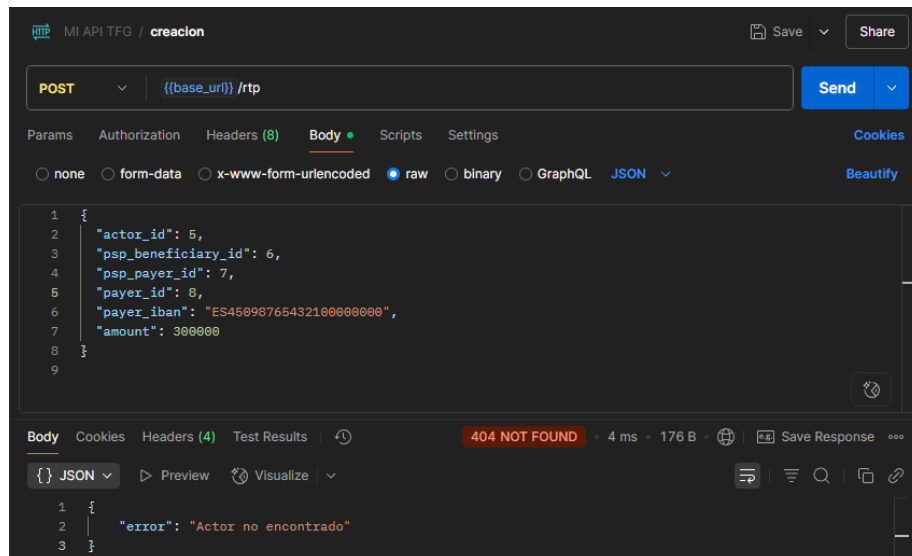 HTTP MI API TFG / creacion Save Share
POST {{base_url}} /rtp Send
Params Authorization Headers (8) Body Scripts Settings Cookies
none form-data x-www-form-urlencoded raw binary GraphQL JSON Beautify
1 {
2 "actor_id": 5,
3 "psp_beneficiary_id": 6,
4 "psp_payer_id": 7,
5 "payer_id": 8,
6 "payer_iban": "ES45098765432100000000",
7 "amount": 300000
8 }
9
Body Cookies Headers (4) Test Results 404 NOT FOUND • 4 ms • 176 B • e.g. Save Response
{} JSON Preview Visualize
1 {
2 "error": "Actor no encontrado"
3 }